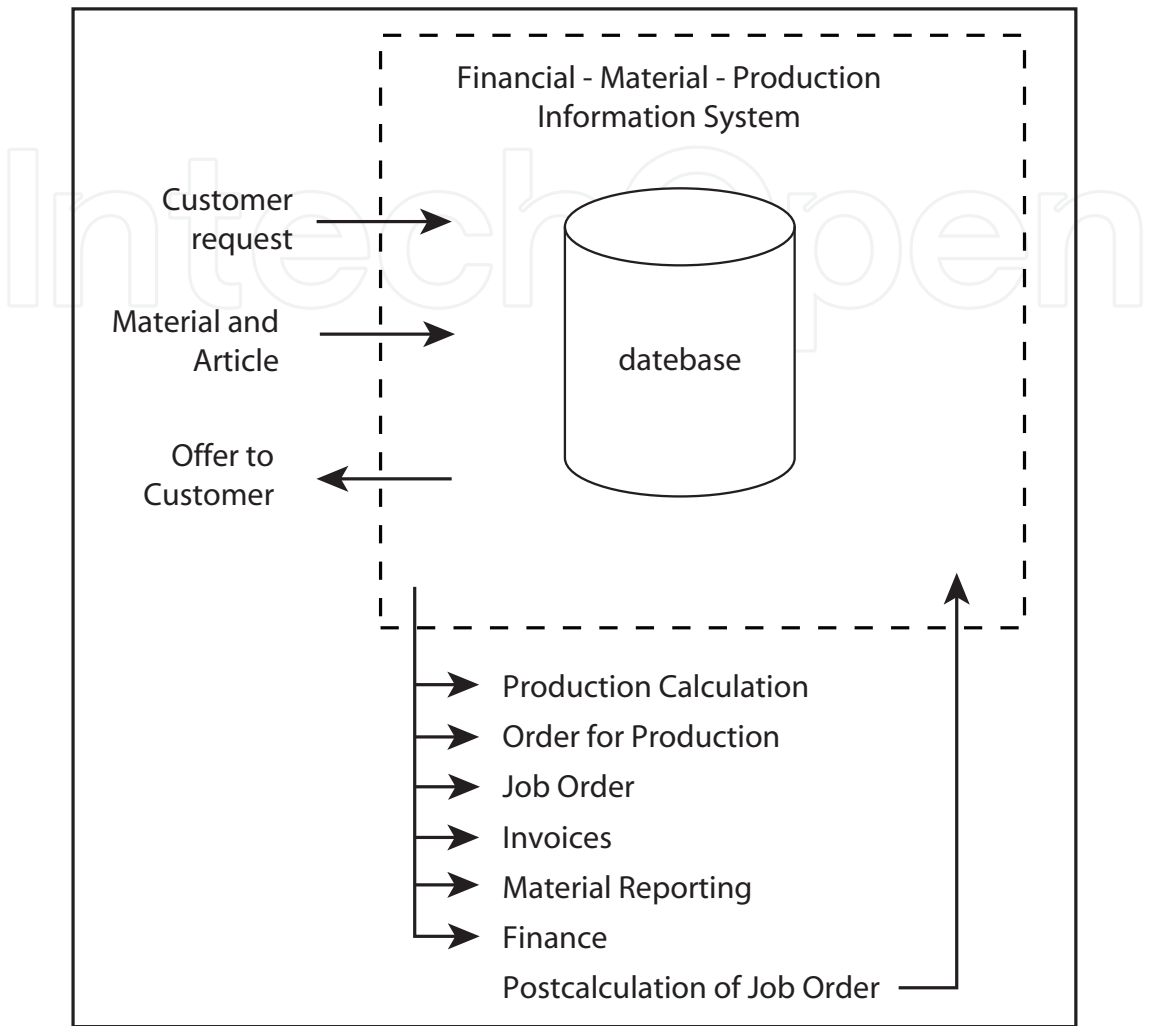 Financial - Material - Production
Information System
IntechOpen
Customer
request
Material and
Article
datebase
Offer to
Customer
Production Calculation
Order for Production
Job Order
Invoices
Material Reporting
Finance
Postcalculation of Job Order